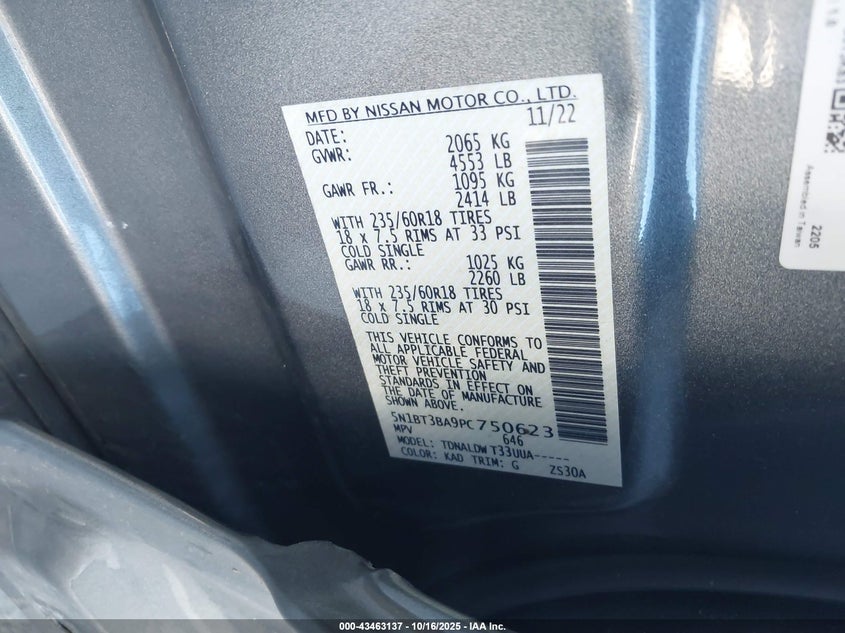 MFD BY NISSAN MOTOR CO., LTD.
DATE: 11/22
GVWR: 2065 KG
4553 LB
GAWR FR.: 1095 KG
2414 LB
WITH 235/60R18 TIRES
18 x 7.5 RIMS AT 33 PSI
COLD SINGLE
GAWR RR.: 1025 KG
2260 LB
WITH 235/60R18 TIRES
18 x 7.5 RIMS AT 30 PSI
COLD SINGLE
THIS VEHICLE CONFORMS TO
ALL APPLICABLE FEDERAL
MOTOR VEHICLE SAFETY AND
THEFT PREVENTION
STANDARDS IN EFFECT ON
THE DATE OF MANUFACTURE
SHOWN ABOVE.
5N1BT3BA9PC750623
MPV 646
MODEL: TDNALDW T33UUA-----
COLOR: KAD TRIM: G ZS30A
Assembled in Taiwan
2205
000-43463137 - 10/16/2025 - IAA Inc.